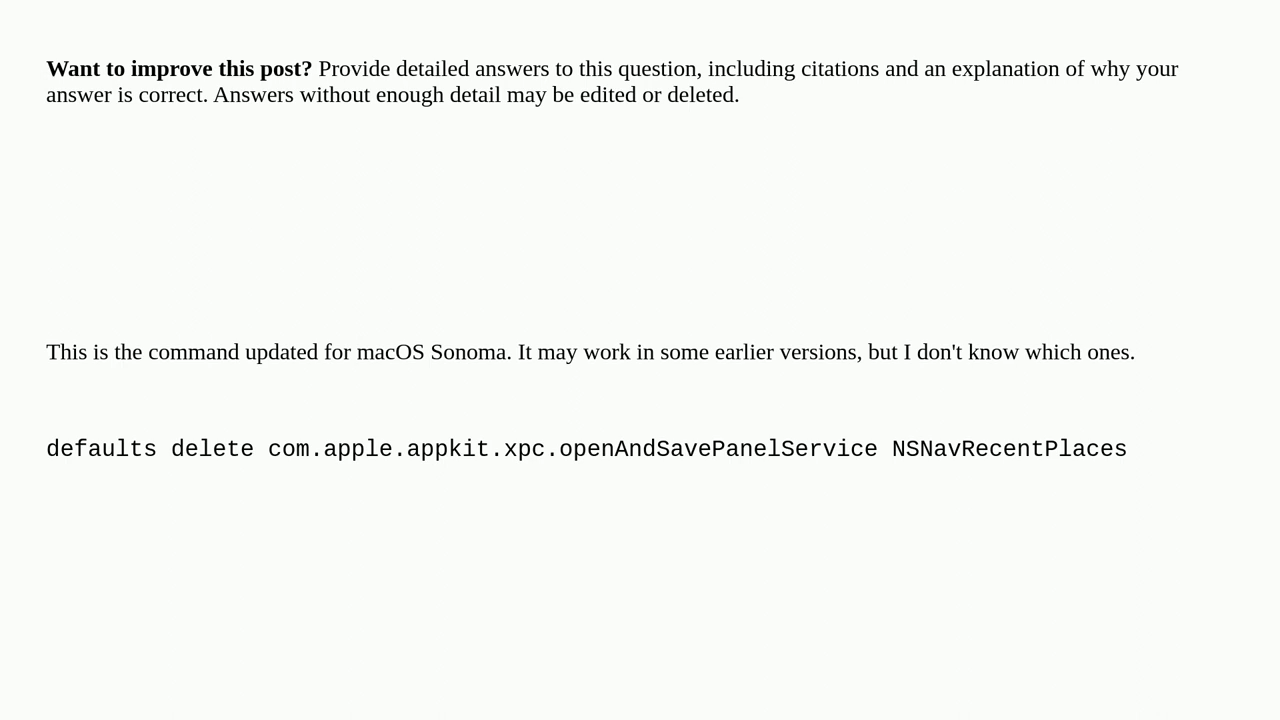 Want to improve this post? Provide detailed answers to this question, including citations and an explanation of why your
answer is correct. Answers without enough detail may be edited or deleted.
This is the command updated for macOS Sonoma. It may work in some earlier versions, but I don't know which ones.
defaults delete com.apple.appkit.xpc.openAndSavePanelService NSNavRecentPlaces